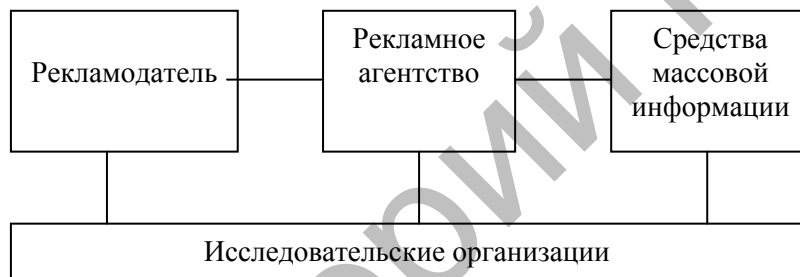 Рекламодатель
Рекламное
агентство
Средства
массовой
информации
Исследовательские организации